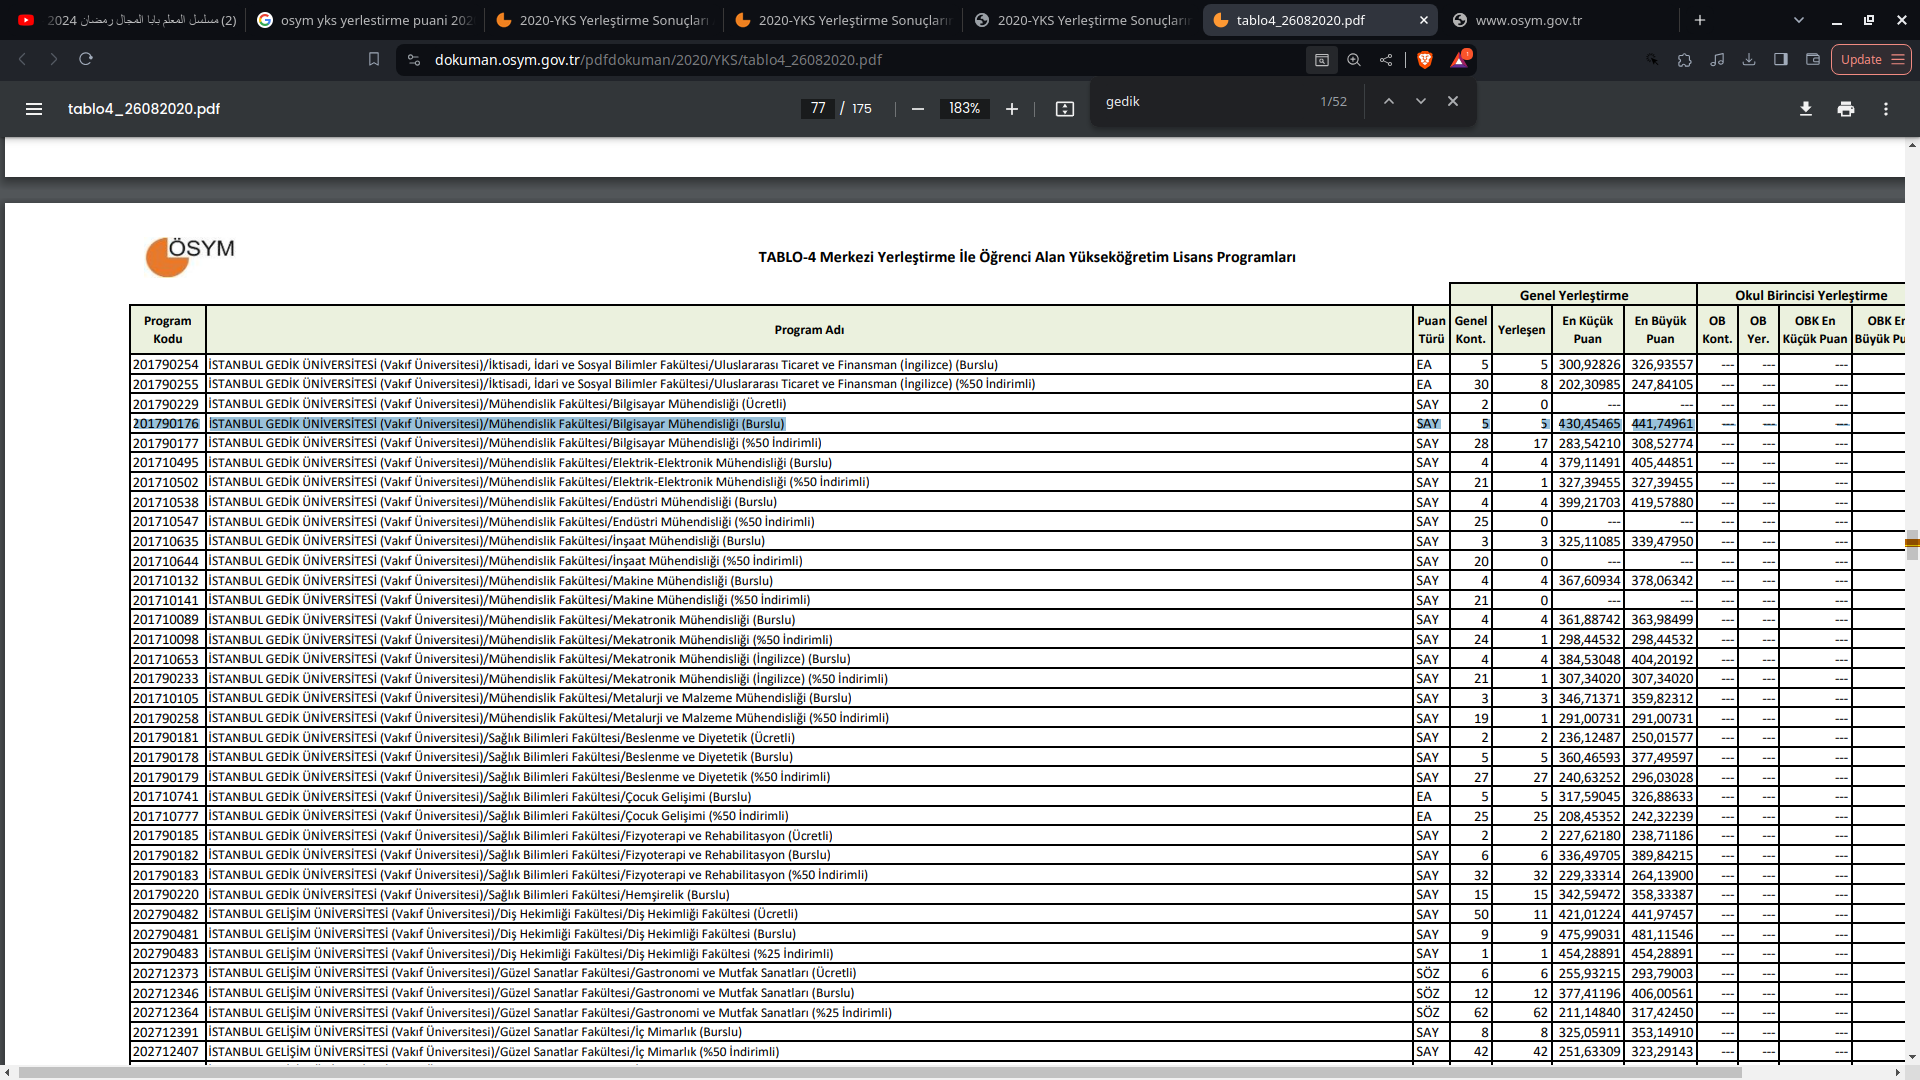 (2) مسلسل المعلم بابا المجال رمضان 2024
osym yks yerlestirme puani 202
2020-YKS Yerleştirme Sonuçları
2020-YKS Yerleştirme Sonuçların
2020-YKS Yerleştirme Sonuçların
tablo4_26082020.pdf
www.osym.gov.tr
dokuman.osym.gov.tr/pdfdokuman/2020/YKS/tablo4_26082020.pdf
Update
gedik 1/52
tablo4_26082020.pdf 77 / 175 183%
ÖSYM
TABLO-4 Merkezi Yerleştirme İle Öğrenci Alan Yükseköğretim Lisans Programları
Genel Yerleştirme Okul Birincisi Yerleştirme
Program Kodu Program Adı Puan Türü Genel Kont. Yerleşen En Küçük Puan En Büyük Puan OB Kont. OB Yer. OBK En Küçük Puan OBK En Büyük Pu
201790254 İSTANBUL GEDİK ÜNİVERSİTESİ (Vakıf Üniversitesi)/İktisadi, İdari ve Sosyal Bilimler Fakültesi/Uluslararası Ticaret ve Finansman (İngilizce) (Burslu) EA 5 5 300,92826 326,93557 --- --- ---
201790255 İSTANBUL GEDİK ÜNİVERSİTESİ (Vakıf Üniversitesi)/İktisadi, İdari ve Sosyal Bilimler Fakültesi/Uluslararası Ticaret ve Finansman (İngilizce) (%50 İndirimli) EA 30 8 202,30985 247,84105 --- --- ---
201790229 İSTANBUL GEDİK ÜNİVERSİTESİ (Vakıf Üniversitesi)/Mühendislik Fakültesi/Bilgisayar Mühendisliği (Ücretli) SAY 2 0 --- --- --- --- ---
201790176 İSTANBUL GEDİK ÜNİVERSİTESİ (Vakıf Üniversitesi)/Mühendislik Fakültesi/Bilgisayar Mühendisliği (Burslu) SAY 5 5 430,45465 441,74961 --- --- ---
201790177 İSTANBUL GEDİK ÜNİVERSİTESİ (Vakıf Üniversitesi)/Mühendislik Fakültesi/Bilgisayar Mühendisliği (%50 İndirimli) SAY 28 17 283,54210 308,52774 --- --- ---
201710495 İSTANBUL GEDİK ÜNİVERSİTESİ (Vakıf Üniversitesi)/Mühendislik Fakültesi/Elektrik-Elektronik Mühendisliği (Burslu) SAY 4 4 379,11491 405,44851 --- --- ---
201710502 İSTANBUL GEDİK ÜNİVERSİTESİ (Vakıf Üniversitesi)/Mühendislik Fakültesi/Elektrik-Elektronik Mühendisliği (%50 İndirimli) SAY 21 1 327,39455 327,39455 --- --- ---
201710538 İSTANBUL GEDİK ÜNİVERSİTESİ (Vakıf Üniversitesi)/Mühendislik Fakültesi/Endüstri Mühendisliği (Burslu) SAY 4 4 399,21703 419,57880 --- --- ---
201710547 İSTANBUL GEDİK ÜNİVERSİTESİ (Vakıf Üniversitesi)/Mühendislik Fakültesi/Endüstri Mühendisliği (%50 İndirimli) SAY 25 0 --- --- --- --- ---
201710635 İSTANBUL GEDİK ÜNİVERSİTESİ (Vakıf Üniversitesi)/Mühendislik Fakültesi/İnşaat Mühendisliği (Burslu) SAY 3 3 325,11085 339,47950 --- --- ---
201710644 İSTANBUL GEDİK ÜNİVERSİTESİ (Vakıf Üniversitesi)/Mühendislik Fakültesi/İnşaat Mühendisliği (%50 İndirimli) SAY 20 0 --- --- --- --- ---
201710132 İSTANBUL GEDİK ÜNİVERSİTESİ (Vakıf Üniversitesi)/Mühendislik Fakültesi/Makine Mühendisliği (Burslu) SAY 4 4 367,60934 378,06342 --- --- ---
201710141 İSTANBUL GEDİK ÜNİVERSİTESİ (Vakıf Üniversitesi)/Mühendislik Fakültesi/Makine Mühendisliği (%50 İndirimli) SAY 21 0 --- --- --- --- ---
201710089 İSTANBUL GEDİK ÜNİVERSİTESİ (Vakıf Üniversitesi)/Mühendislik Fakültesi/Mekatronik Mühendisliği (Burslu) SAY 4 4 361,88742 363,98499 --- --- ---
201710098 İSTANBUL GEDİK ÜNİVERSİTESİ (Vakıf Üniversitesi)/Mühendislik Fakültesi/Mekatronik Mühendisliği (%50 İndirimli) SAY 24 1 298,44532 298,44532 --- --- ---
201710653 İSTANBUL GEDİK ÜNİVERSİTESİ (Vakıf Üniversitesi)/Mühendislik Fakültesi/Mekatronik Mühendisliği (İngilizce) (Burslu) SAY 4 4 384,53048 404,20192 --- --- ---
201790233 İSTANBUL GEDİK ÜNİVERSİTESİ (Vakıf Üniversitesi)/Mühendislik Fakültesi/Mekatronik Mühendisliği (İngilizce) (%50 İndirimli) SAY 21 1 307,34020 307,34020 --- --- ---
201710105 İSTANBUL GEDİK ÜNİVERSİTESİ (Vakıf Üniversitesi)/Mühendislik Fakültesi/Metalurji ve Malzeme Mühendisliği (Burslu) SAY 3 3 346,71371 359,82312 --- --- ---
201790258 İSTANBUL GEDİK ÜNİVERSİTESİ (Vakıf Üniversitesi)/Mühendislik Fakültesi/Metalurji ve Malzeme Mühendisliği (%50 İndirimli) SAY 19 1 291,00731 291,00731 --- --- ---
201790181 İSTANBUL GEDİK ÜNİVERSİTESİ (Vakıf Üniversitesi)/Sağlık Bilimleri Fakültesi/Beslenme ve Diyetetik (Ücretli) SAY 2 2 236,12487 250,01577 --- --- ---
201790178 İSTANBUL GEDİK ÜNİVERSİTESİ (Vakıf Üniversitesi)/Sağlık Bilimleri Fakültesi/Beslenme ve Diyetetik (Burslu) SAY 5 5 360,46593 377,49597 --- --- ---
201790179 İSTANBUL GEDİK ÜNİVERSİTESİ (Vakıf Üniversitesi)/Sağlık Bilimleri Fakültesi/Beslenme ve Diyetetik (%50 İndirimli) SAY 27 27 240,63252 296,03028 --- --- ---
201710741 İSTANBUL GEDİK ÜNİVERSİTESİ (Vakıf Üniversitesi)/Sağlık Bilimleri Fakültesi/Çocuk Gelişimi (Burslu) EA 5 5 317,59045 326,88633 --- --- ---
201710777 İSTANBUL GEDİK ÜNİVERSİTESİ (Vakıf Üniversitesi)/Sağlık Bilimleri Fakültesi/Çocuk Gelişimi (%50 İndirimli) EA 25 25 208,45352 242,32239 --- --- ---
201790185 İSTANBUL GEDİK ÜNİVERSİTESİ (Vakıf Üniversitesi)/Sağlık Bilimleri Fakültesi/Fizyoterapi ve Rehabilitasyon (Ücretli) SAY 2 2 227,62180 238,71186 --- --- ---
201790182 İSTANBUL GEDİK ÜNİVERSİTESİ (Vakıf Üniversitesi)/Sağlık Bilimleri Fakültesi/Fizyoterapi ve Rehabilitasyon (Burslu) SAY 6 6 336,49705 389,84215 --- --- ---
201790183 İSTANBUL GEDİK ÜNİVERSİTESİ (Vakıf Üniversitesi)/Sağlık Bilimleri Fakültesi/Fizyoterapi ve Rehabilitasyon (%50 İndirimli) SAY 32 32 229,33314 264,13900 --- --- ---
201790220 İSTANBUL GEDİK ÜNİVERSİTESİ (Vakıf Üniversitesi)/Sağlık Bilimleri Fakültesi/Hemşirelik (Burslu) SAY 15 15 342,59472 358,33387 --- --- ---
202790482 İSTANBUL GELİŞİM ÜNİVERSİTESİ (Vakıf Üniversitesi)/Diş Hekimliği Fakültesi/Diş Hekimliği Fakültesi (Ücretli) SAY 50 11 421,01224 441,97457 --- --- ---
202790481 İSTANBUL GELİŞİM ÜNİVERSİTESİ (Vakıf Üniversitesi)/Diş Hekimliği Fakültesi/Diş Hekimliği Fakültesi (Burslu) SAY 9 9 475,99031 481,11546 --- --- ---
202790483 İSTANBUL GELİŞİM ÜNİVERSİTESİ (Vakıf Üniversitesi)/Diş Hekimliği Fakültesi/Diş Hekimliği Fakültesi (%25 İndirimli) SAY 1 1 454,28891 454,28891 --- --- ---
202712373 İSTANBUL GELİŞİM ÜNİVERSİTESİ (Vakıf Üniversitesi)/Güzel Sanatlar Fakültesi/Gastronomi ve Mutfak Sanatları (Ücretli) SÖZ 6 6 255,93215 293,79003 --- --- ---
202712346 İSTANBUL GELİŞİM ÜNİVERSİTESİ (Vakıf Üniversitesi)/Güzel Sanatlar Fakültesi/Gastronomi ve Mutfak Sanatları (Burslu) SÖZ 12 12 377,41196 406,00561 --- --- ---
202712364 İSTANBUL GELİŞİM ÜNİVERSİTESİ (Vakıf Üniversitesi)/Güzel Sanatlar Fakültesi/Gastronomi ve Mutfak Sanatları (%25 İndirimli) SÖZ 62 62 211,14840 317,42450 --- --- ---
202712391 İSTANBUL GELİŞİM ÜNİVERSİTESİ (Vakıf Üniversitesi)/Güzel Sanatlar Fakültesi/İç Mimarlık (Burslu) SAY 8 8 325,05911 353,14910 --- --- ---
202712407 İSTANBUL GELİŞİM ÜNİVERSİTESİ (Vakıf Üniversitesi)/Güzel Sanatlar Fakültesi/İç Mimarlık (%50 İndirimli) SAY 42 42 251,63309 323,29143 --- --- ---